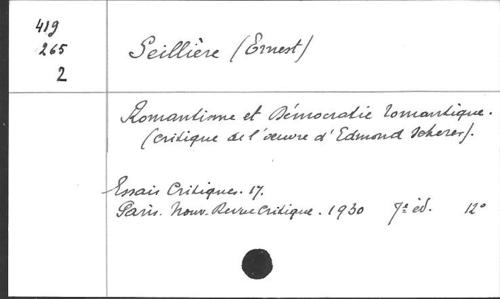 419
265
2
Seillière (Ernest)
Romantisme et Démocratie romantique.
(critique de l'oeuvre d'Edmond Scherer).
Essais Critiques. 17.
Paris. Nouv. Revue Critique. 1930 7e éd. 12°